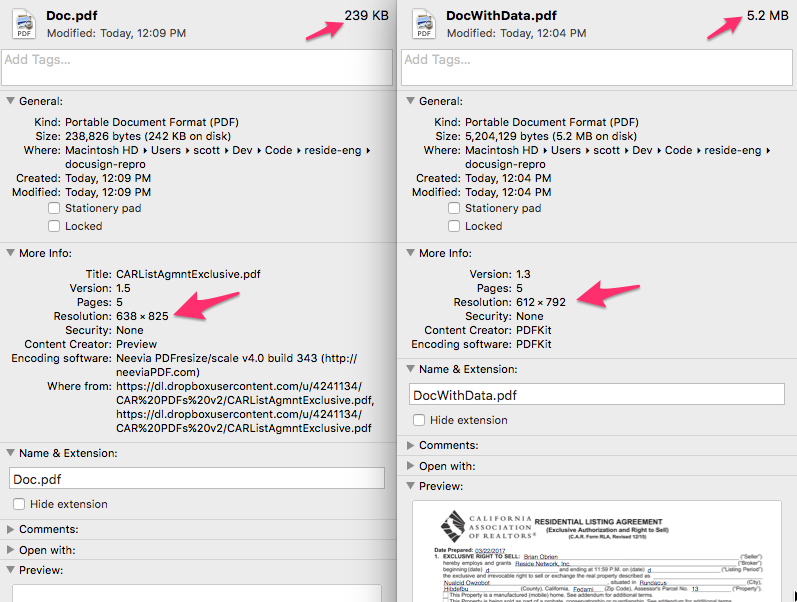 Doc.pdf
239 KB
Modified: Today, 12:09 PM
Add Tags...
General:
Kind: Portable Document Format (PDF)
Size: 238,826 bytes (242 KB on disk)
Where: Macintosh HD ▸ Users ▸ scott ▸ Dev ▸ Code ▸ reside-eng ▸
docusign-repro
Created: Today, 12:09 PM
Modified: Today, 12:09 PM
Stationery pad
Locked
More Info:
Title: CARListAgmntExclusive.pdf
Version: 1.5
Pages: 5
Resolution: 638 × 825
Security: None
Content Creator: Preview
Encoding software: Neevia PDFresize/scale v4.0 build 343 (http://
neeviaPDF.com)
Where from: https://dl.dropboxusercontent.com/u/4241134/
CAR%20PDFs%20v2/CARListAgmntExclusive.pdf,
https://dl.dropboxusercontent.com/u/4241134/
CAR%20PDFs%20v2/CARListAgmntExclusive.pdf
Name & Extension:
Doc.pdf
Hide extension
Comments:
Open with:
Preview:
PDF
DocWithData.pdf
5.2 MB
Modified: Today, 12:04 PM
Add Tags...
General:
Kind: Portable Document Format (PDF)
Size: 5,204,129 bytes (5.2 MB on disk)
Where: Macintosh HD ▸ Users ▸ scott ▸ Dev ▸ Code ▸ reside-eng ▸
docusign-repro
Created: Today, 12:04 PM
Modified: Today, 12:04 PM
Stationery pad
Locked
More Info:
Version: 1.3
Pages: 5
Resolution: 612 × 792
Security: None
Content Creator: PDFKit
Encoding software: PDFKit
Name & Extension:
DocWithData.pdf
Hide extension
Comments:
Open with:
Preview:
PDF
CALIFORNIA
ASSOCIATION
OF REALTORS®
RESIDENTIAL LISTING AGREEMENT
(Exclusive Authorization and Right to Sell)
(C.A.R. Form RLA, Revised 12/15)
Date Prepared: 03/22/2017
1. EXCLUSIVE RIGHT TO SELL: Brian Obrien ("Seller")
hereby employs and grants Reside Network, Inc. ("Broker")
beginning (date) d and ending at 11:59 P.M. on (date) d ("Listing Period")
the exclusive and irrevocable right to sell or exchange the real property described as
situated in Rundacus (City),
(County), California, (Zip Code), Assessor's Parcel No. 13 ("Property").
This Property is a manufactured (mobile) home. See addendum for additional terms.